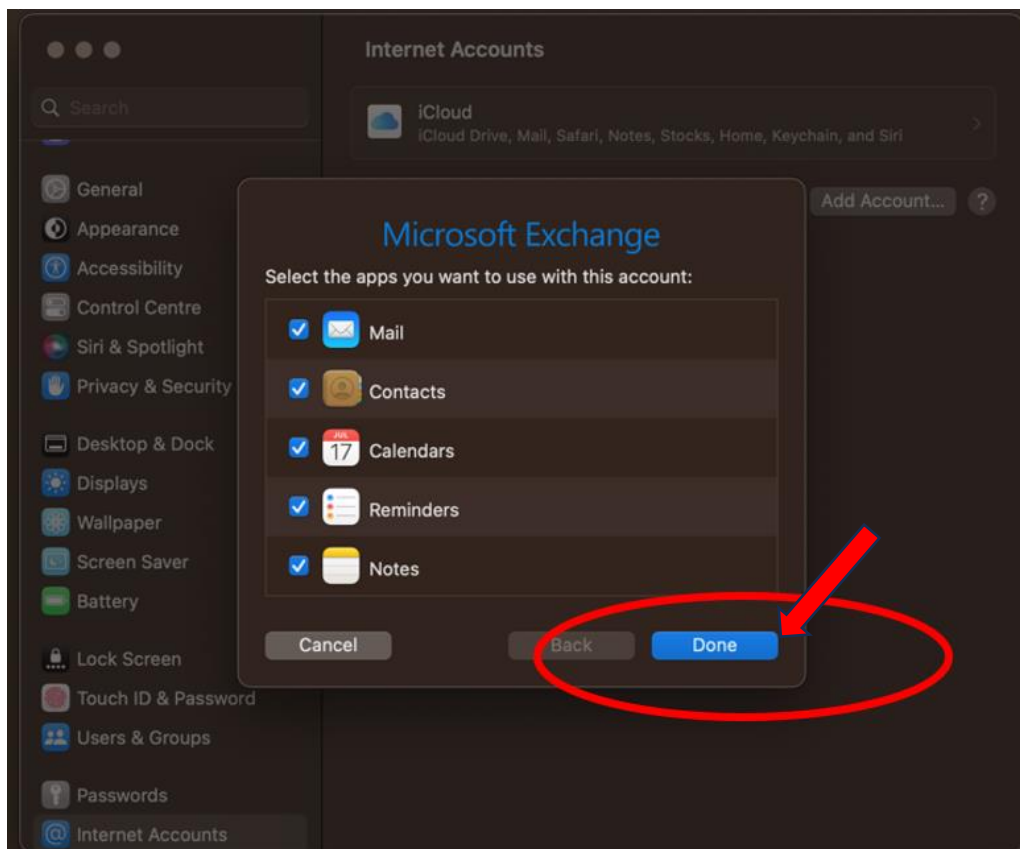 Internet Accounts
Search
iCloud
iCloud Drive, Mail, Safari, Notes, Stocks, Home, Keychain, and Siri
Add Account...
?
General
Appearance
Accessibility
Control Centre
Siri & Spotlight
Privacy & Security
Desktop & Dock
Displays
Wallpaper
Screen Saver
Battery
Lock Screen
Touch ID & Password
Users & Groups
Passwords
Internet Accounts
Microsoft Exchange
Select the apps you want to use with this account:
Mail
Contacts
JUL
17
Calendars
Reminders
Notes
Cancel
Back
Done